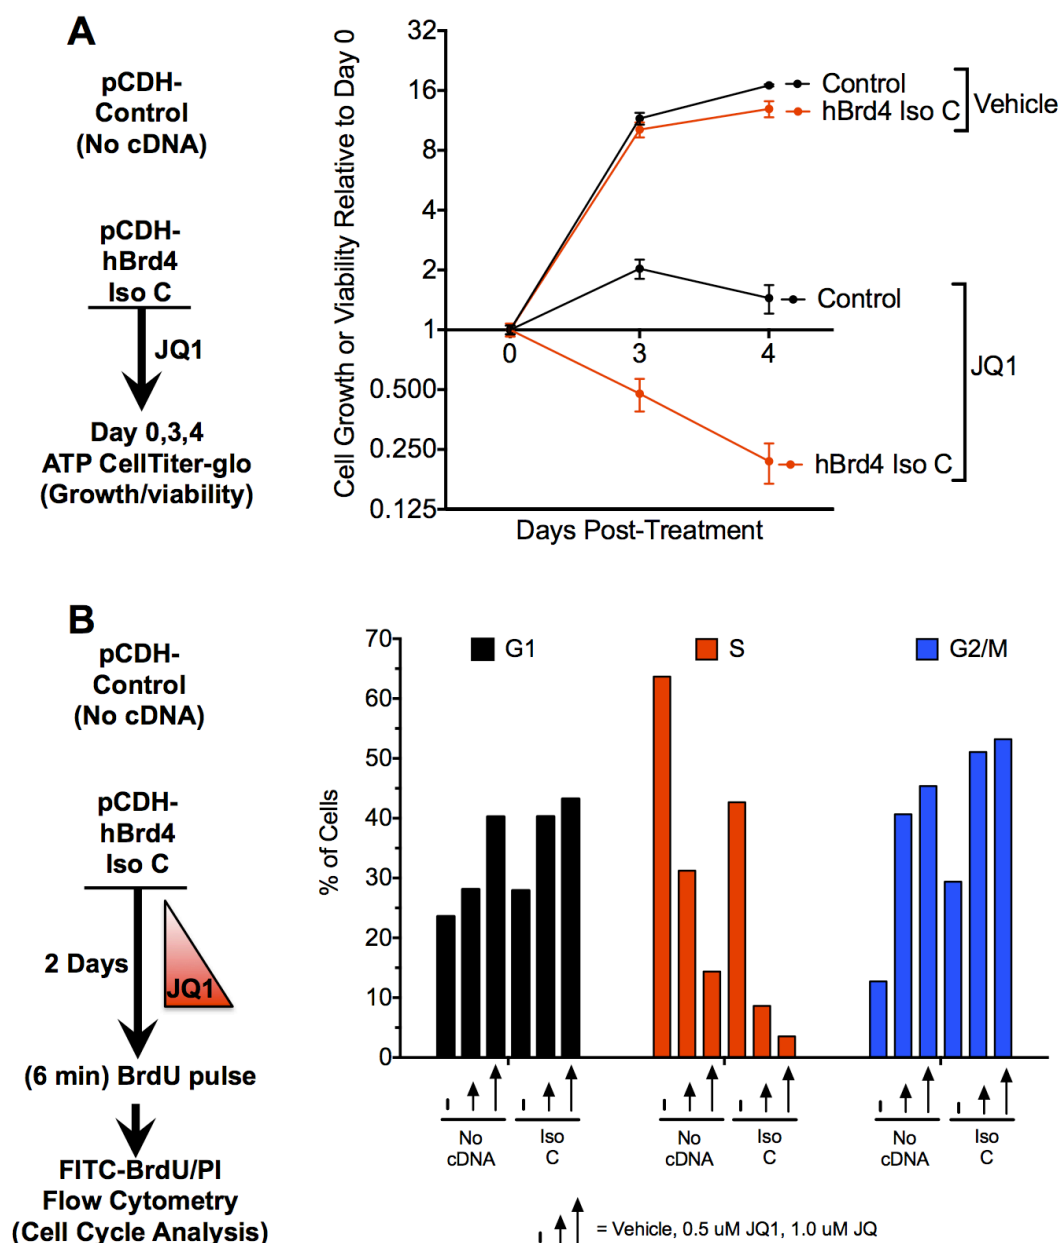 A
pCDH-
Control
(No cDNA)
pCDH-
hBrd4
Iso C
JQ1
Day 0,3,4
ATP CellTiter-glo
(Growth/viability)
Cell Growth or Viability Relative to Day 0
32
16
8
4
2
1
0.500
0.250
0.125
0
3
4
Days Post-Treatment
Control
hBrd4 Iso C
Vehicle
Control
hBrd4 Iso C
JQ1
B
pCDH-
Control
(No cDNA)
pCDH-
hBrd4
Iso C
2 Days
JQ1
(6 min) BrdU pulse
FITC-BrdU/PI
Flow Cytometry
(Cell Cycle Analysis)
% of Cells
70
60
50
40
30
20
10
0
G1
S
G2/M
No
cDNA
Iso
C
No
cDNA
Iso
C
No
cDNA
Iso
C
= Vehicle, 0.5 uM JQ1, 1.0 uM JQ